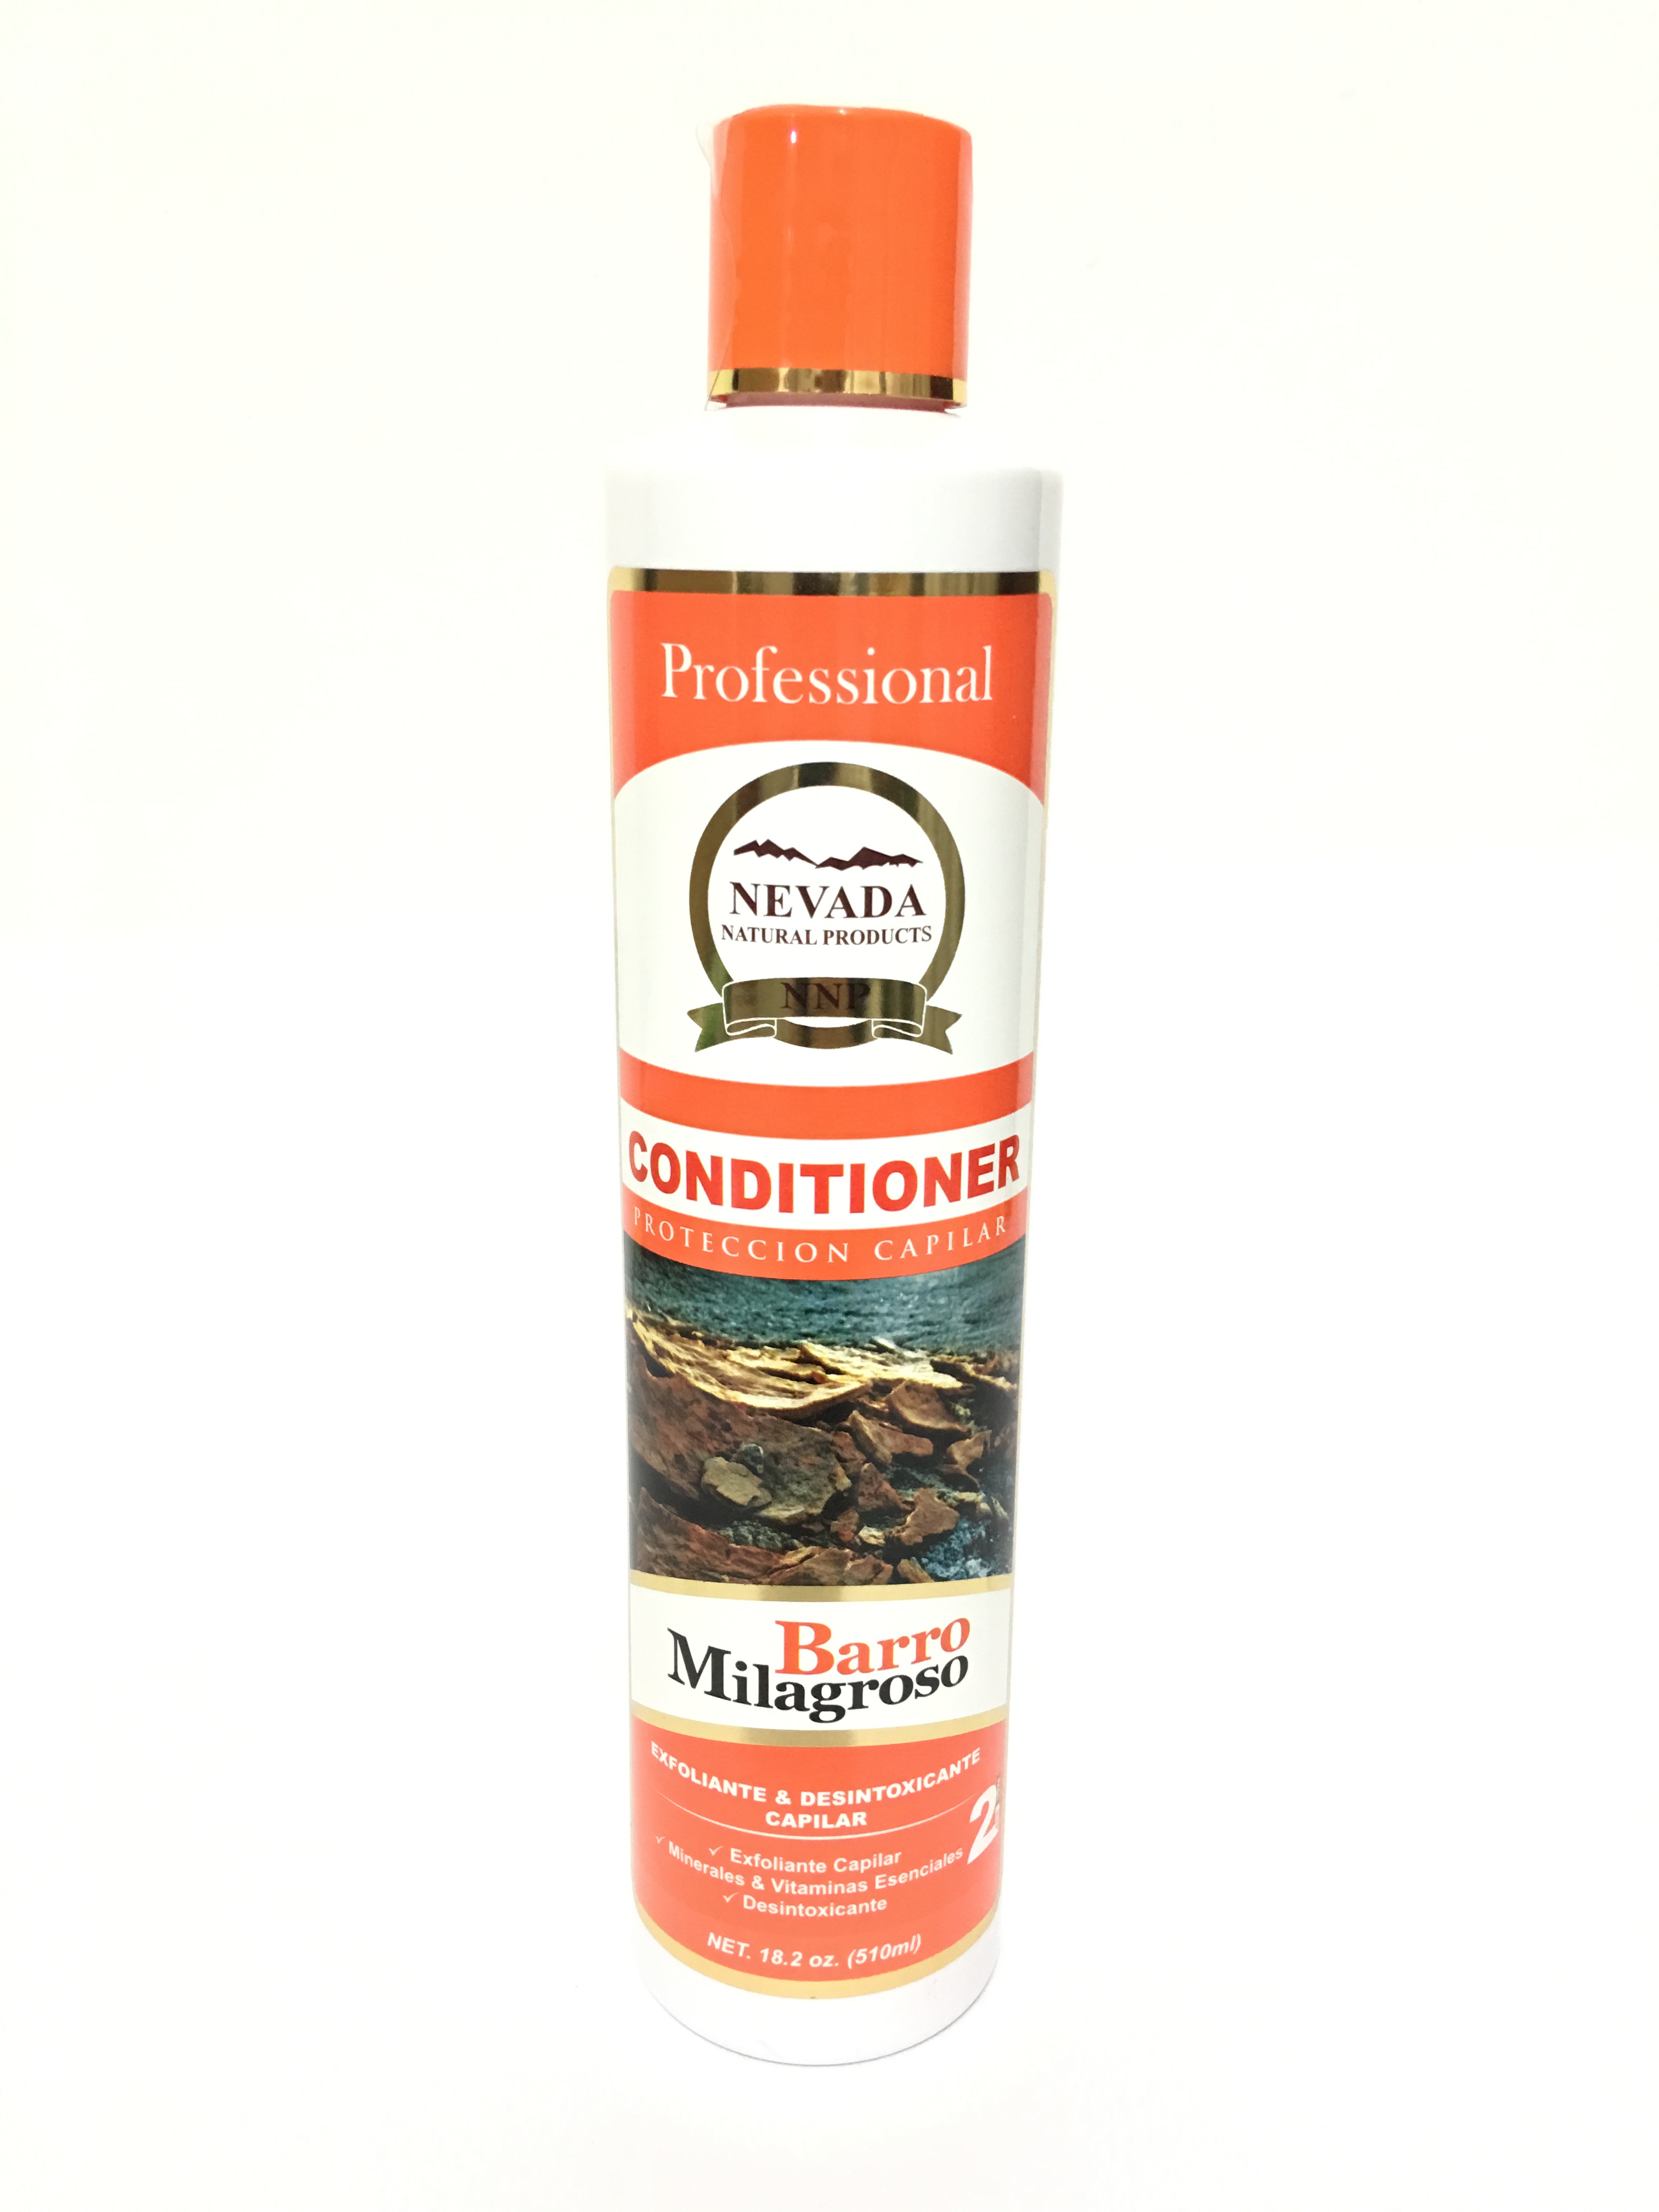 Professional
NEVADA
NATURAL PRODUCTS
NNP
CONDITIONER
PROTECCION CAPILAR
Barro
Milagroso
EXFOLIANTE & DESINTOXICANTE
CAPILAR
2
✓ Exfoliante Capilar
✓ Minerales & Vitaminas Esenciales
✓ Desintoxicante
NET. 18.2 oz. (510ml)